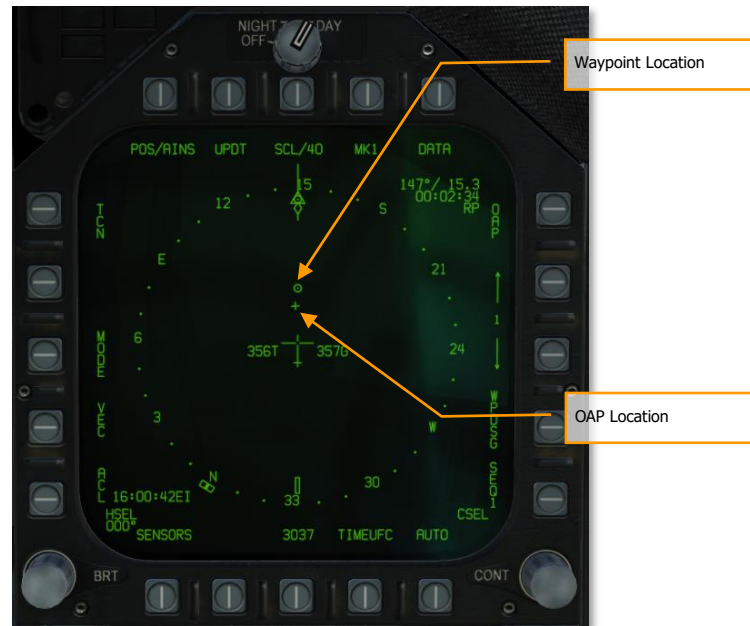 NIGHT DAY
OFF
Waypoint Location
POS/AINS UPDT SCL/40 MK1 DATA
147°/ 15.3
00:02:34
RP
TCN
OAP
12 15 S
E 21
1
6 24
MODE
356T 357G
3 W
VEC
WPDSG
OAP Location
N 33 30
ACL
SEQ1
16:00:42EI
HSEL
000°
CSEL
SENSORS 3037 TIMEUFC AUTO
BRT CONT